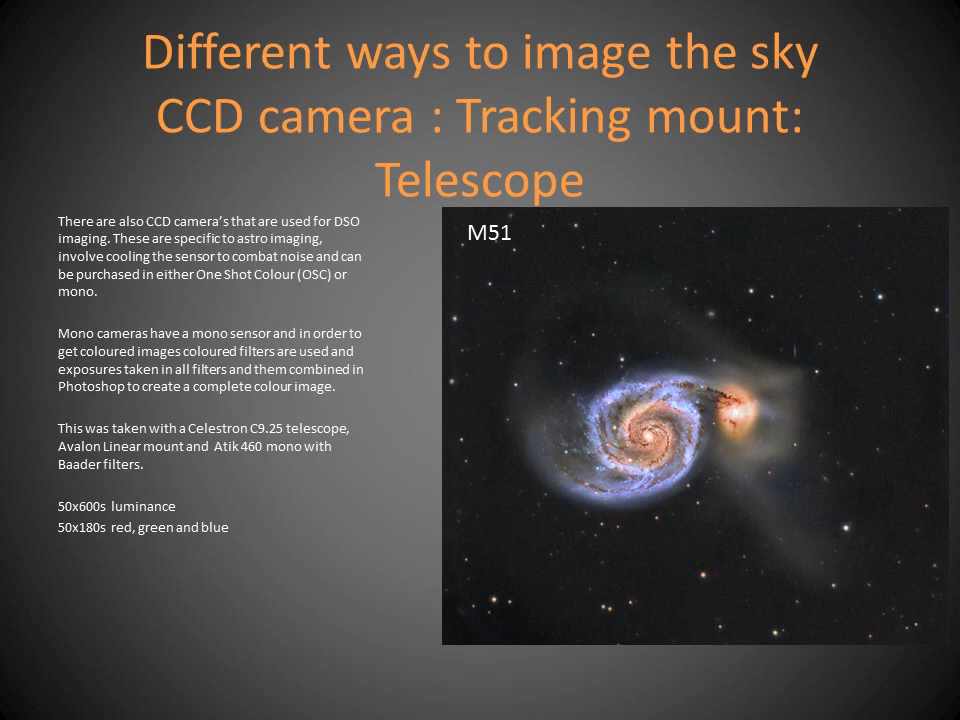 Different ways to image the sky
CCD camera : Tracking mount:
Telescope
There are also CCD camera’s that are used for DSO
imaging. These are specific to astro imaging,
involve cooling the sensor to combat noise and can
be purchased in either One Shot Colour (OSC) or
mono.
Mono cameras have a mono sensor and in order to
get coloured images coloured filters are used and
exposures taken in all filters and them combined in
Photoshop to create a complete colour image.
This was taken with a Celestron C9.25 telescope,
Avalon Linear mount and Atik 460 mono with
Baader filters.
50x600s luminance
50x180s red, green and blue
M51